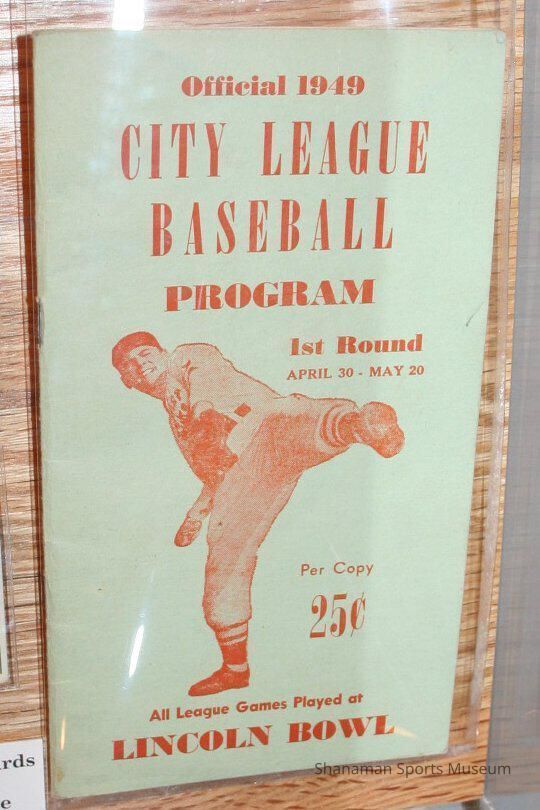 Official 1949
CITY LEAGUE
BASEBALL
PROGRAM
1st Round
APRIL 30 - MAY 20
Per Copy
25¢
All League Games Played at
LINCOLN BOWL
Shanaman Sports Museum